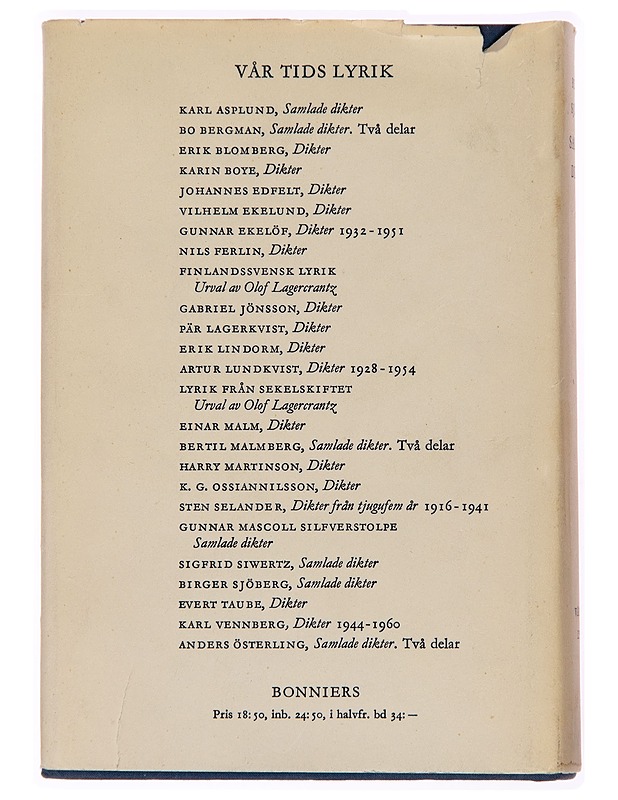 VÅR TIDS LYRIK
KARL ASPLUND, Samlade dikter
BO BERGMAN, Samlade dikter. Två delar
ERIK BLOMBERG, Dikter
KARIN BOYE, Dikter
JOHANNES EDFELT, Dikter
VILHELM EKELUND, Dikter
GUNNAR EKELÖF, Dikter 1932-1951
NILS FERLIN, Dikter
FINLANDSSVENSK LYRIK
Urval av Olof Lagercrantz
GABRIEL JÖNSSON, Dikter
PÄR LAGERKVIST, Dikter
ERIK LINDORM, Dikter
ARTUR LUNDKVIST, Dikter 1928-1954
LYRIK FRÅN SEKELSKIFTET
Urval av Olof Lagercrantz
EINAR MALM, Dikter
BERTIL MALMBERG, Samlade dikter. Två delar
HARRY MARTINSON, Dikter
K. G. OSSIANNILSSON, Dikter
STEN SELANDER, Dikter från tjugufem år 1916-1941
GUNNAR MASCOLL SILFVERSTOLPE
Samlade dikter
SIGFRID SIWERTZ, Samlade dikter
BIRGER SJÖBERG, Samlade dikter
EVERT TAUBE, Dikter
KARL VENNBERG, Dikter 1944-1960
ANDERS ÖSTERLING, Samlade dikter. Två delar
BONNIERS
Pris 18:50, inb. 24:50, i halvfr. bd 34:—